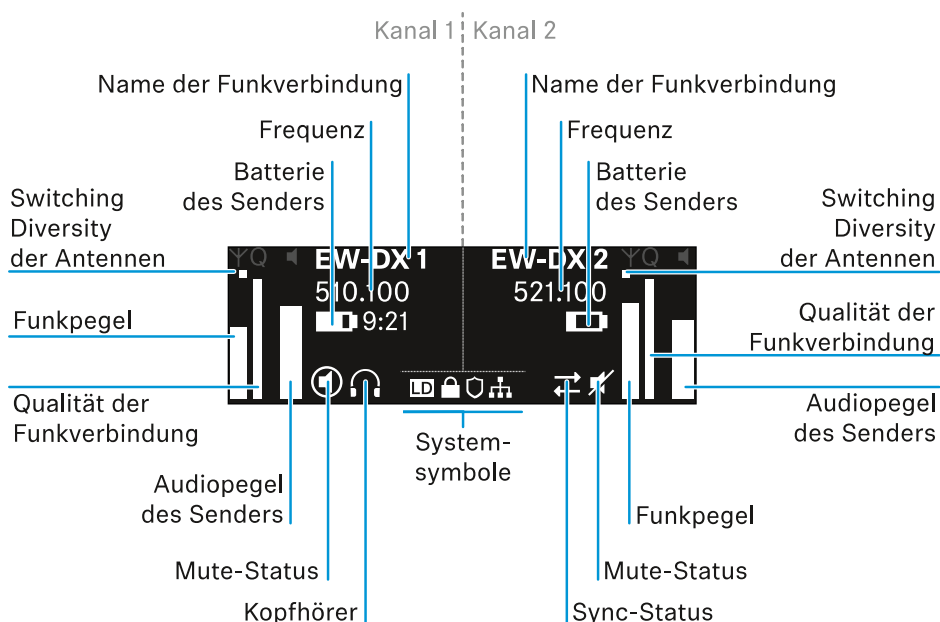 Kanal 1
Kanal 2
Name der Funkverbindung
Name der Funkverbindung
Frequenz
Frequenz
Batterie
des Senders
Batterie
des Senders
Switching
Diversity
der Antennen
Switching
Diversity
der Antennen
Q
EW-DX 1
EW-DX 2
Q
510.100
521.100
9:21
Funkpegel
Qualität der
Funkverbindung
LD
Qualität der
Funkverbindung
Audiopegel
des Senders
System-
symbole
Audiopegel
des Senders
Funkpegel
Mute-Status
Mute-Status
Kopfhörer
Sync-Status